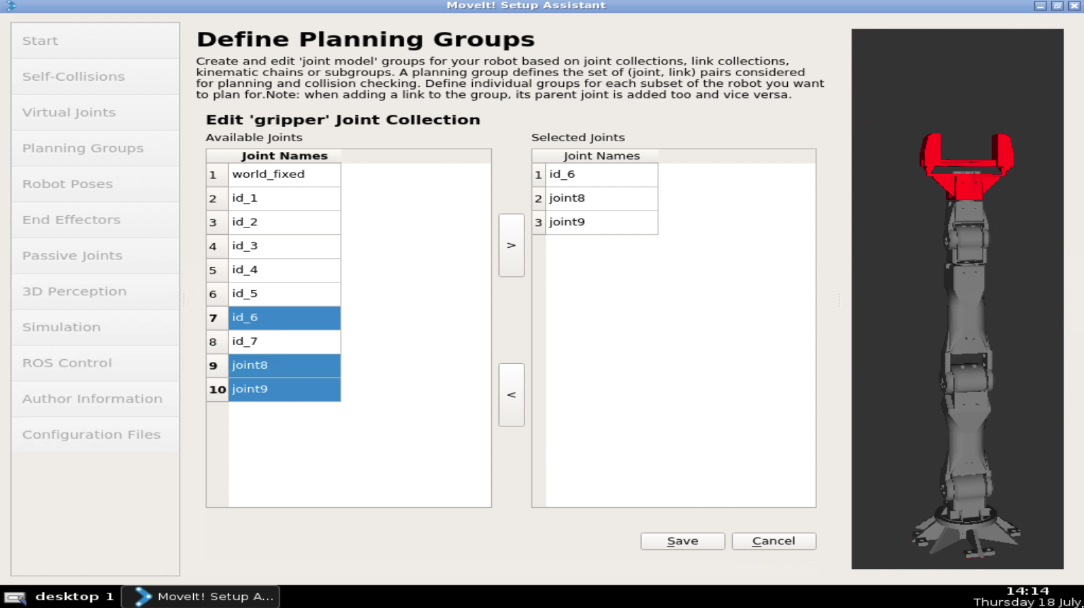 MoveIt! Setup Assistant
Start
Self-Collisions
Virtual Joints
Planning Groups
Robot Poses
End Effectors
Passive Joints
3D Perception
Simulation
ROS Control
Author Information
Configuration Files
Define Planning Groups
Create and edit 'joint model' groups for your robot based on joint collections, link collections,
kinematic chains or subgroups. A planning group defines the set of (joint, link) pairs considered
for planning and collision checking. Define individual groups for each subset of the robot you want
to plan for.Note: when adding a link to the group, its parent joint is added too and vice versa.
Edit 'gripper' Joint Collection
Available Joints
Joint Names
1 world_fixed
2 id_1
3 id_2
4 id_3
5 id_4
6 id_5
7 id_6
8 id_7
9 joint8
10 joint9
>
<
Selected Joints
Joint Names
1 id_6
2 joint8
3 joint9
Save
Cancel
desktop 1
MoveIt! Setup A...
14:14
Thursday 18 July